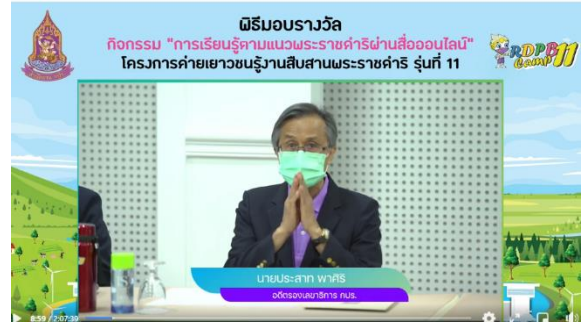 พิธีมอบรางวัล
กิจกรรม "การเรียนรู้ตามแนวพระราชดำริผ่านสื่อออนไลน์"
โครงการค่ายเยาวชนรู้งานสืบสานพระราชดำริ รุ่นที่ 11
RDPB
Camp 11
นายประสาท พาศิริ
อดีตรองเลขาธิการ กปร.
8:59 / 2:07:39